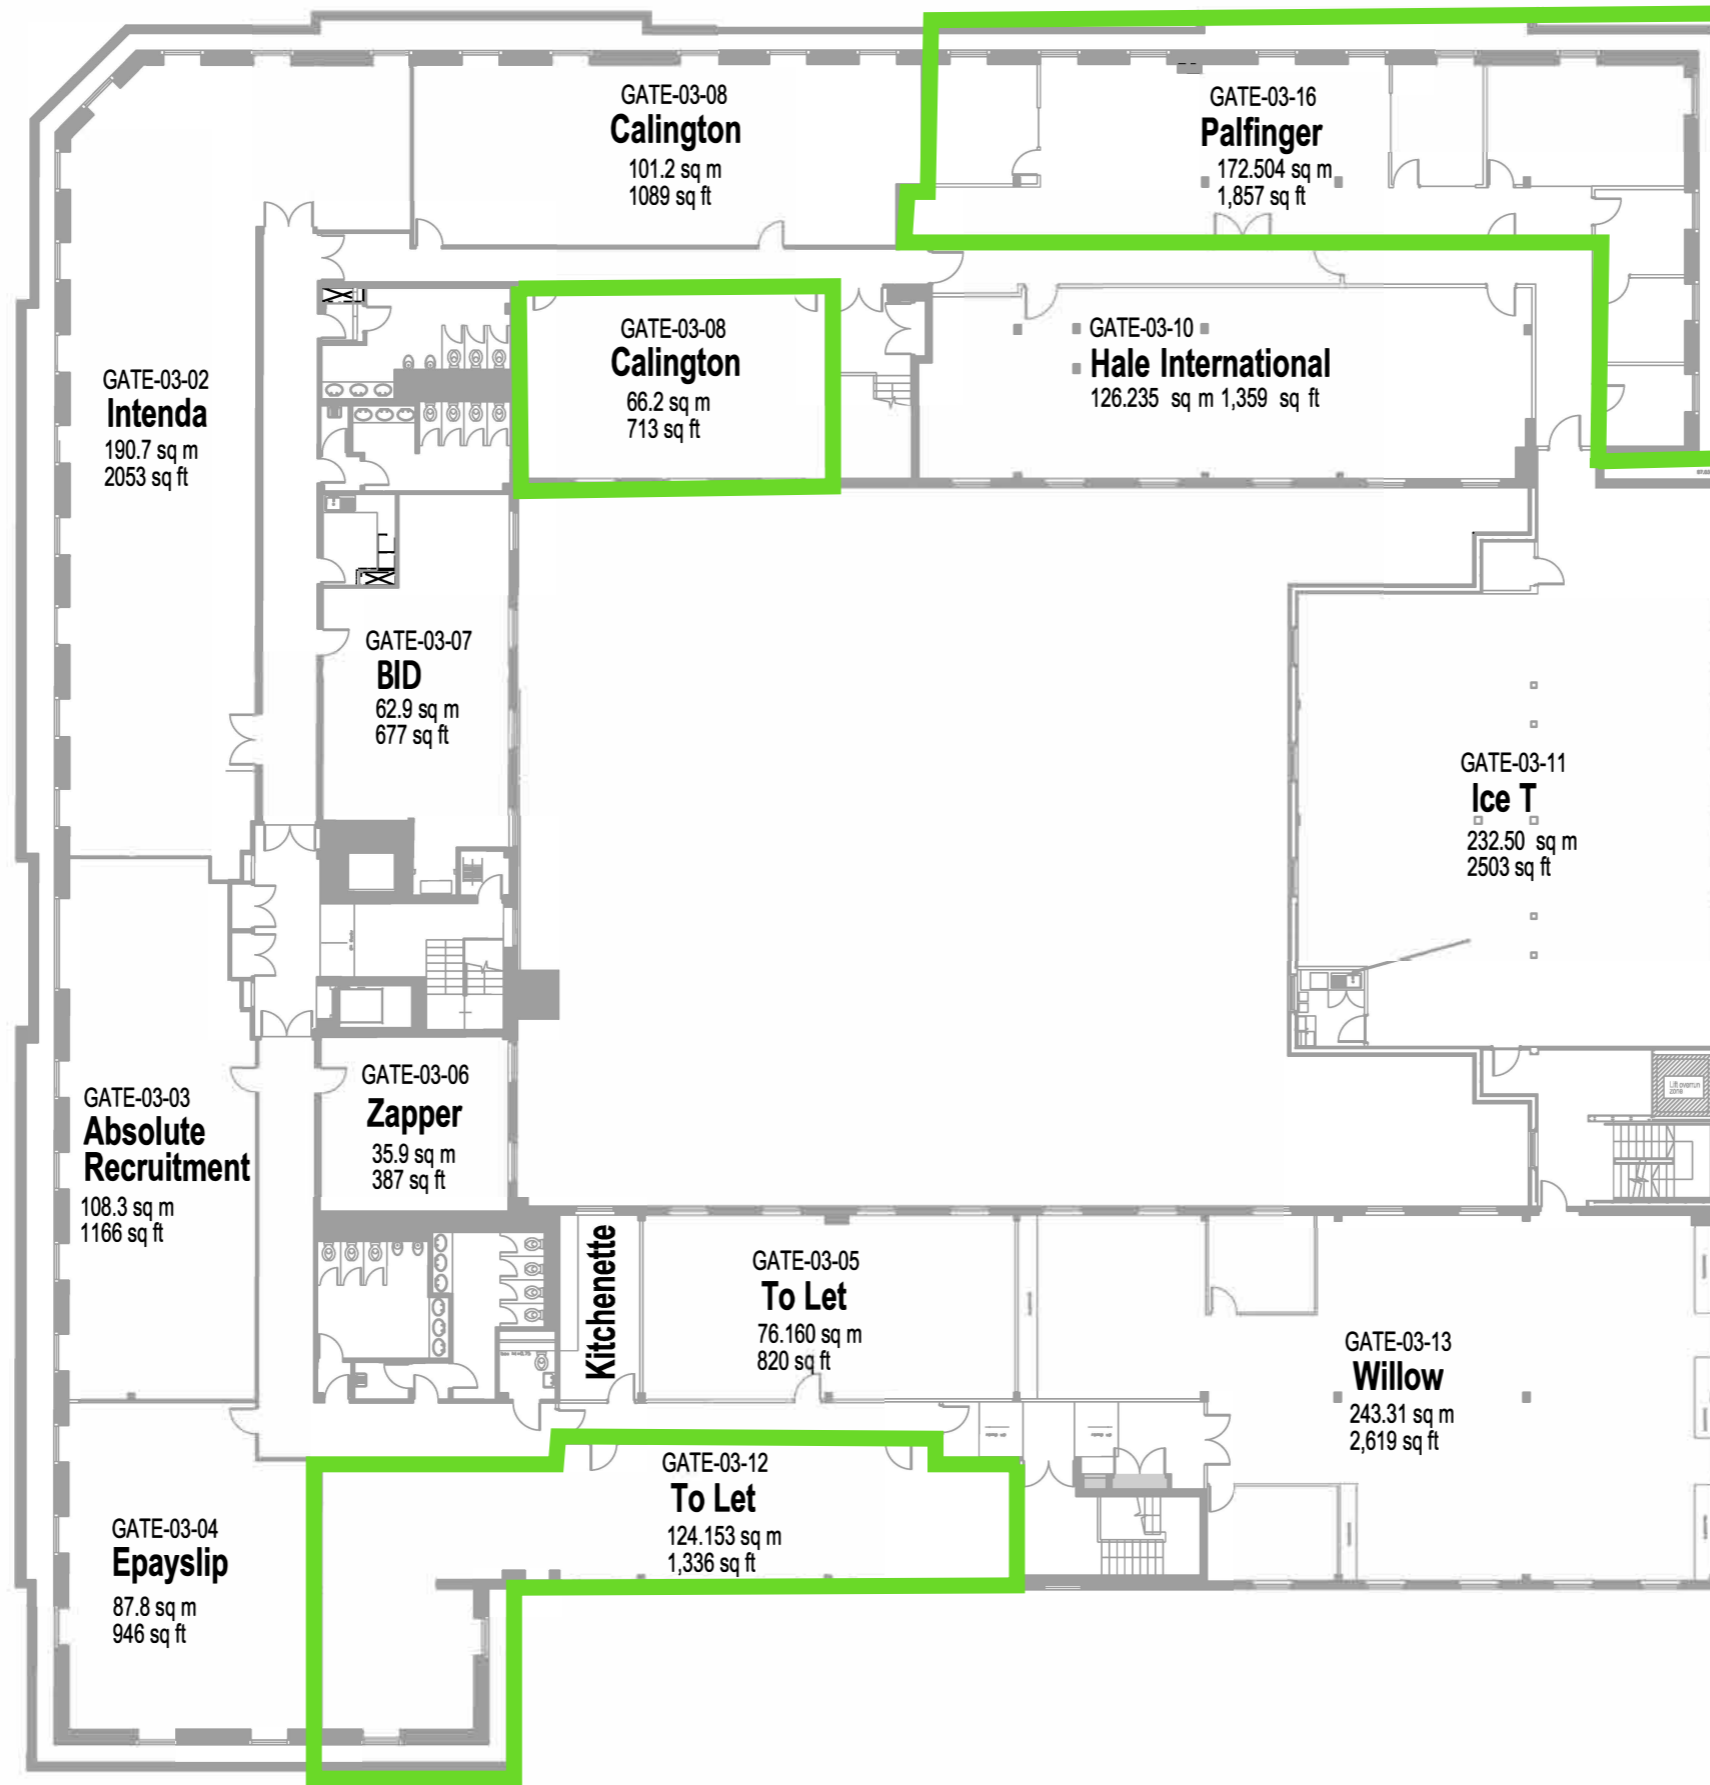 GATE-03-08
Calington
101.2 sq m
1089 sq ft
GATE-03-16
Palfinger
172.504 sq m
1,857 sq ft
GATE-03-08
Calington
66.2 sq m
713 sq ft
GATE-03-10
Hale International
126.235 sq m 1,359 sq ft
GATE-03-02
Intenda
190.7 sq m
2053 sq ft
GATE-03-07
BID
62.9 sq m
677 sq ft
GATE-03-11
Ice T
232.50 sq m
2503 sq ft
GATE-03-06
Zapper
35.9 sq m
387 sq ft
Lift overrun
zone
GATE-03-03
Absolute
Recruitment
108.3 sq m
1166 sq ft
Kitchenette
GATE-03-05
To Let
76.160 sq m
820 sq ft
GATE-03-13
Willow
243.31 sq m
2,619 sq ft
GATE-03-12
To Let
124.153 sq m
1,336 sq ft
GATE-03-04
Epayslip
87.8 sq m
946 sq ft